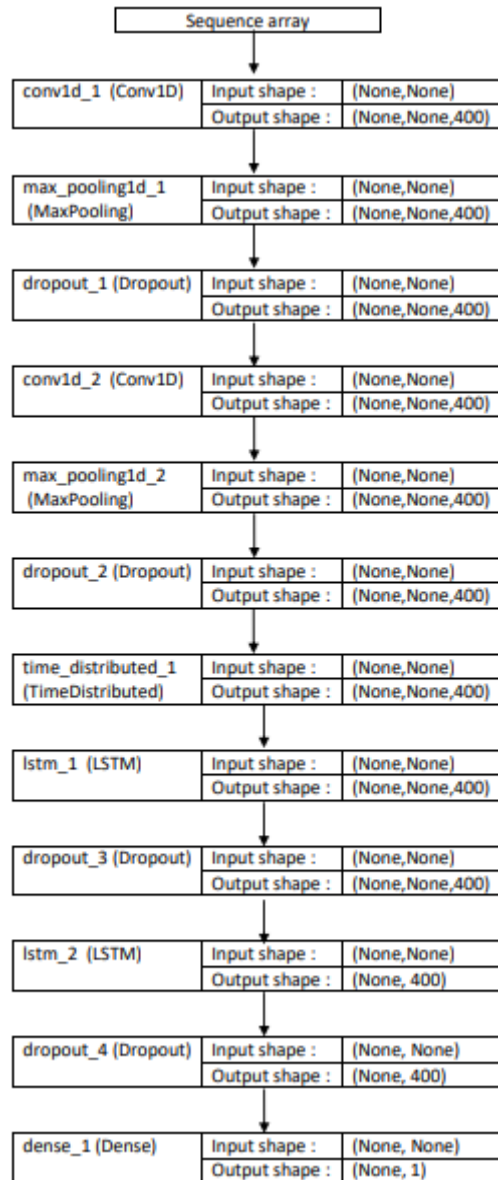 Sequence array
conv1d_1 (Conv1D) Input shape : (None,None)
Output shape : (None,None,400)
max_pooling1d_1 Input shape : (None,None)
(MaxPooling) Output shape : (None,None,400)
dropout_1 (Dropout) Input shape : (None,None)
Output shape : (None,None,400)
conv1d_2 (Conv1D) Input shape : (None,None)
Output shape : (None,None,400)
max_pooling1d_2 Input shape : (None,None)
(MaxPooling) Output shape : (None,None,400)
dropout_2 (Dropout) Input shape : (None,None)
Output shape : (None,None,400)
time_distributed_1 Input shape : (None,None)
(TimeDistributed) Output shape : (None,None,400)
lstm_1 (LSTM) Input shape : (None,None)
Output shape : (None,None,400)
dropout_3 (Dropout) Input shape : (None,None)
Output shape : (None,None,400)
lstm_2 (LSTM) Input shape : (None,None)
Output shape : (None, 400)
dropout_4 (Dropout) Input shape : (None, None)
Output shape : (None, 400)
dense_1 (Dense) Input shape : (None, None)
Output shape : (None, 1)